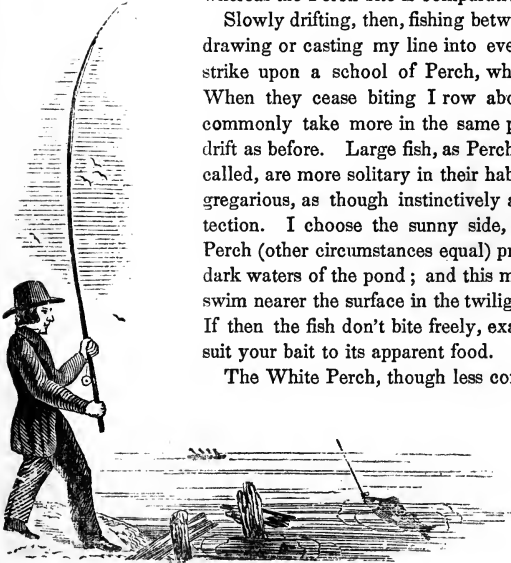 Slowly drifting, then, fishing betw
drawing or casting my line into eve
strike upon a school of Perch, wh
When they cease biting I row abo
commonly take more in the same p
drift as before. Large fish, as Perch
called, are more solitary in their hab
gregarious, as though instinctively a
tection. I choose the sunny side,
Perch (other circumstances equal) pr
dark waters of the pond; and this m
swim nearer the surface in the twilig
If then the fish don't bite freely, exa
suit your bait to its apparent food.
The White Perch, though less co